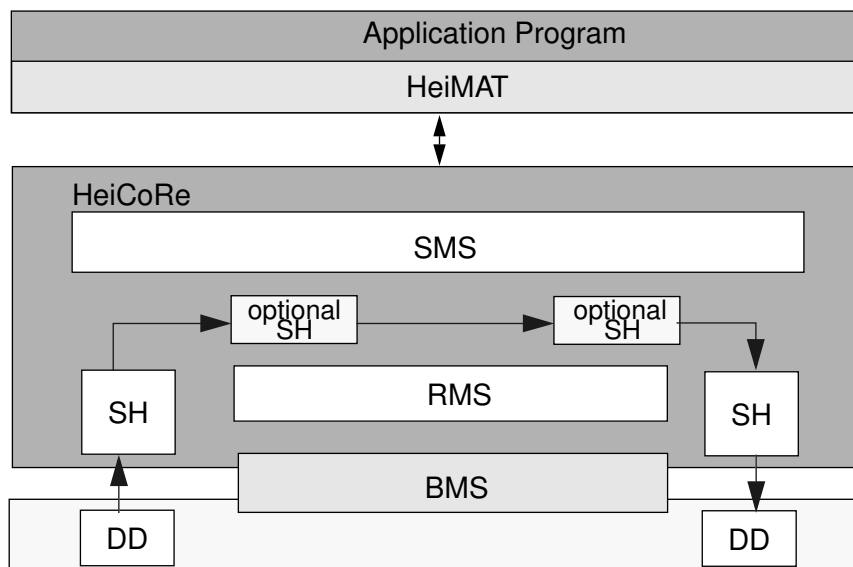 Application Program
HeiMAT
HeiCoRe
SMS
optional
SH
optional
SH
SH
RMS
SH
BMS
DD
DD